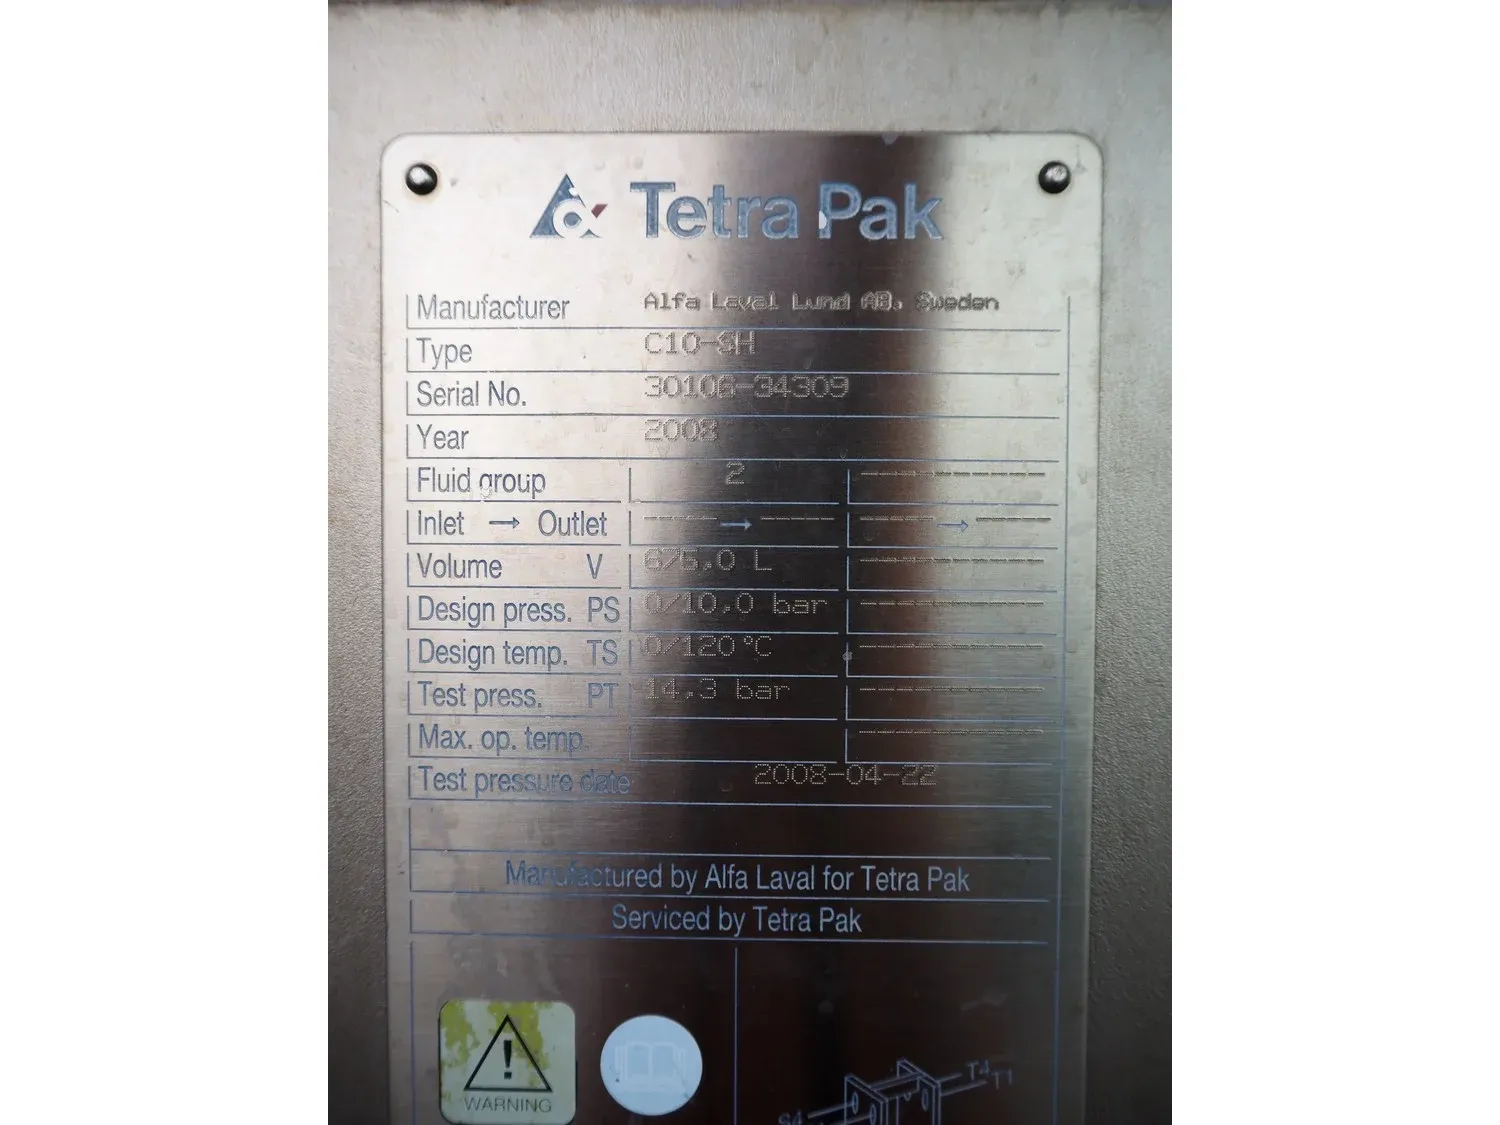 Tetra Pak
Manufacturer Alfa Laval Lund AB, Sweden
Type C10-SH
Serial No. 30106-34309
Year 2008
Fluid group 2 ----------
Inlet → Outlet ----→---- ----→----
Volume V 675,0 L ----------
Design press. PS 0/10,0 bar ----------
Design temp. TS 0/120°C ----------
Test press. PT 14,3 bar ----------
Max. op. temp. ----------
Test pressure date 2008-04-22
Manufactured by Alfa Laval for Tetra Pak
Serviced by Tetra Pak
WARNING
T4
T1
S4